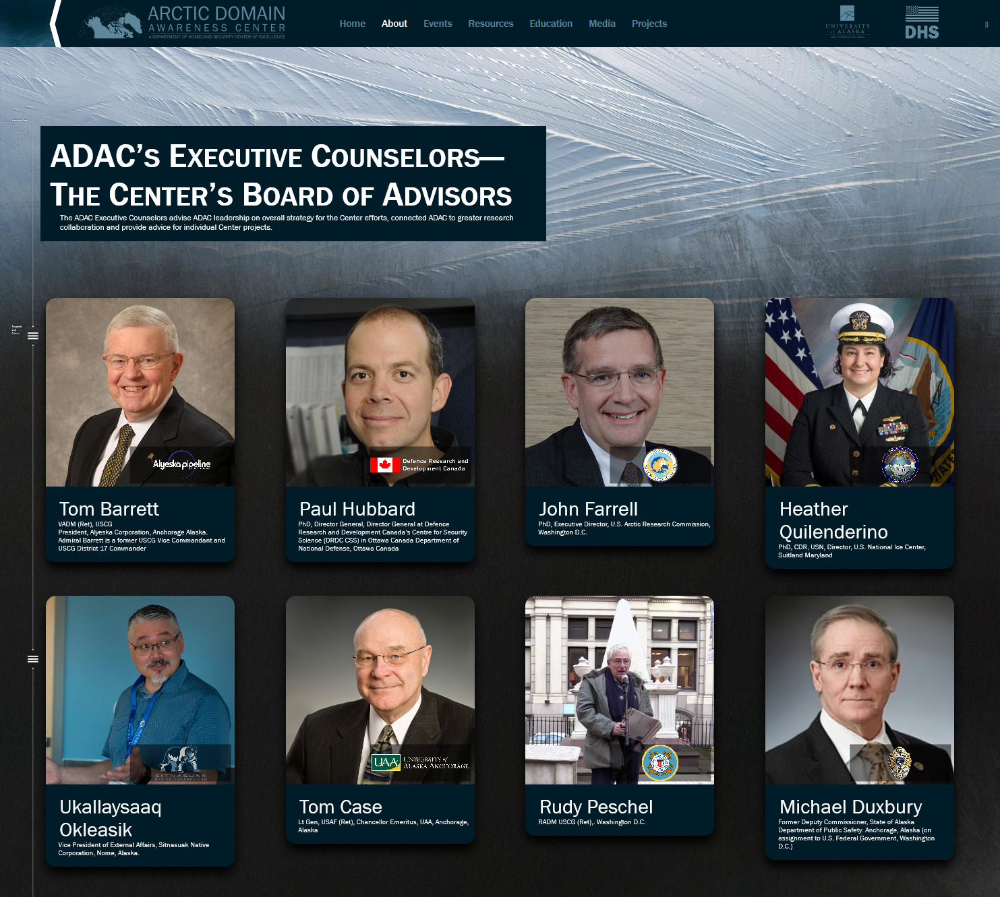 ARCTIC DOMAIN
AWARENESS CENTER
A DEPARTMENT OF HOMELAND SECURITY CENTER OF EXCELLENCE
Home About Events Resources Education Media Projects
UNIVERSITY
of ALASKA
DHS
ADAC's Executive Counselors—
The Center's Board of Advisors
The ADAC Executive Counselors advise ADAC leadership on overall strategy for the Center efforts, connected ADAC to greater research
collaboration and provide advice for individual Center projects.
Alyeska pipeline
Tom Barrett
VADM (Ret), USCG
President, Alyeska Corporation, Anchorage Alaska.
Admiral Barrett is a former USCG Vice Commandant and
USCG District 17 Commander
Defence Research and
Development Canada
Paul Hubbard
PhD, Director General, Director General at Defence
Research and Development Canada's Centre for Security
Science (DRDC CSS) in Ottawa Canada Department of
National Defense, Ottawa Canada
John Farrell
PhD, Executive Director, U.S. Arctic Research Commission,
Washington D.C.
Heather
Quilenderino
PhD, CDR, USN, Director, U.S. National Ice Center,
Suitland Maryland
SITNASUAK
NATIVE CORPORATION
Ukallaysaaq
Okleasik
Vice President of External Affairs, Sitnasuak Native
Corporation, Nome, Alaska.
UAA UNIVERSITY of
ALASKA ANCHORAGE.
Tom Case
Lt Gen, USAF (Ret), Chancellor Emeritus, UAA, Anchorage,
Alaska
Rudy Peschel
RADM USCG (Ret),. Washington D.C.
Michael Duxbury
Former Deputy Commissioner, State of Alaska
Department of Public Safety. Anchorage, Alaska (on
assignment to U.S. Federal Government, Washington
D.C.)